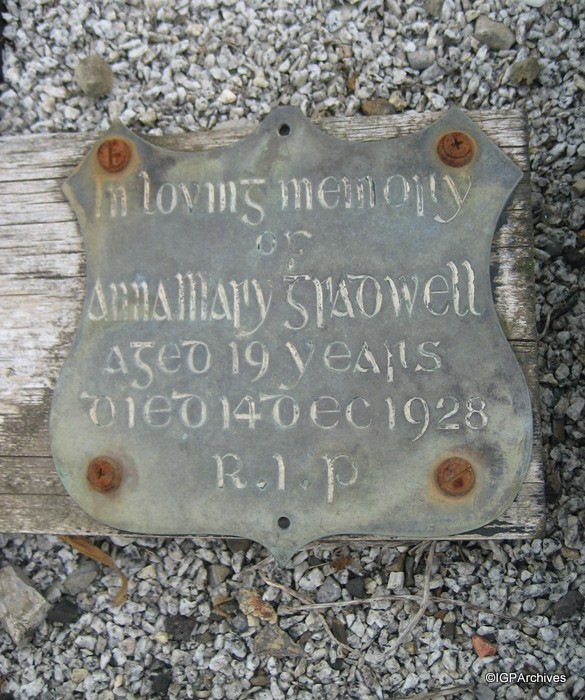 In loving memory
of
Anna Mary Gradwell
aged 19 years
Died 14 Dec 1928
R.I.P
©IGPArchives